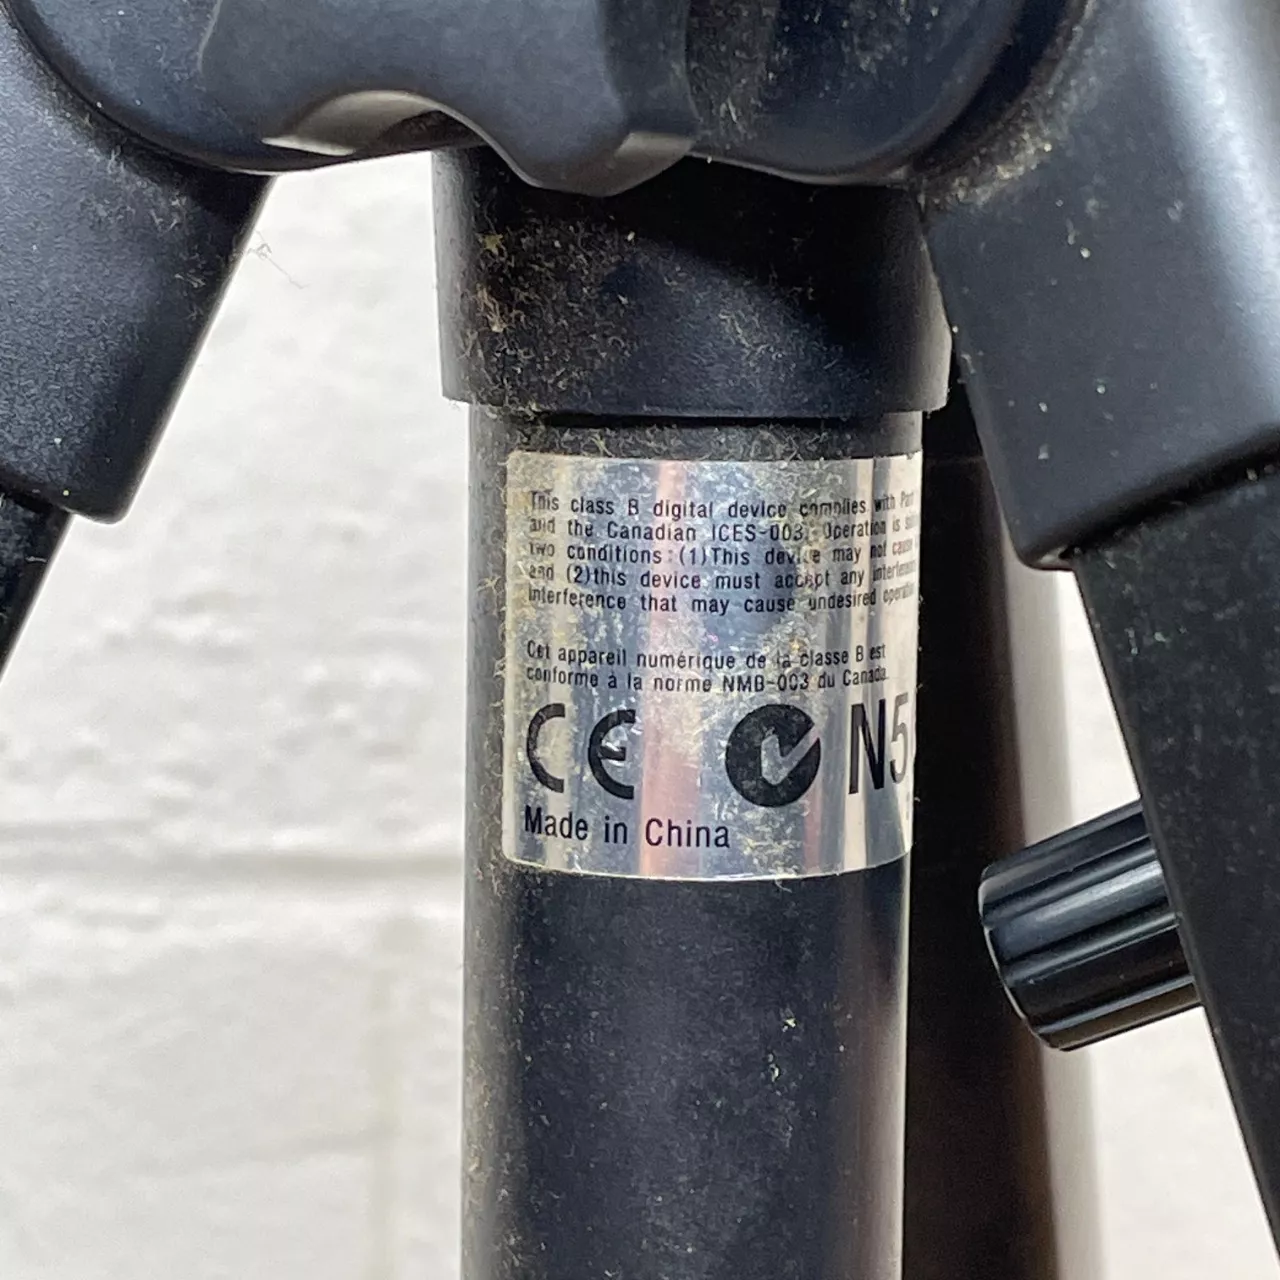 This class B digital device complies with Part
and the Canadian ICES-003. Operation is
two conditions: (1)This device may not cause
and (2)this device must accept any
interference that may cause undesired
Cet appareil numérique de la classe B est
conforme à la norme NMB-003 du Canada.
CE N5
Made in China